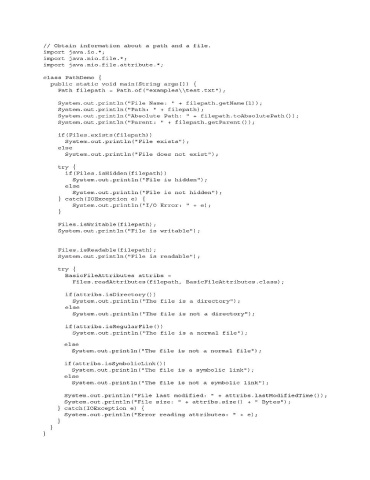 // Obtain information about a path and a file.
import java.io.*;
import java.nio.file.*;
import java.nio.file.attribute.*;
class PathDemo {
public static void main(String args[]) {
Path filepath = Path.of("examples\\test.txt");
System.out.println("File Name: " + filepath.getName(1));
System.out.println("Path: " + filepath);
System.out.println("Absolute Path: " + filepath.toAbsolutePath());
System.out.println("Parent: " + filepath.getParent());
if(Files.exists(filepath))
System.out.println("File exists");
else
System.out.println("File does not exist");
try {
if(Files.isHidden(filepath))
System.out.println("File is hidden");
else
System.out.println("File is not hidden");
} catch(IOException e) {
System.out.println("I/O Error: " + e);
}
Files.isWritable(filepath);
System.out.println("File is writable");
Files.isReadable(filepath);
System.out.println("File is readable");
try {
BasicFileAttributes attribs =
Files.readAttributes(filepath, BasicFileAttributes.class);
if(attribs.isDirectory())
System.out.println("The file is a directory");
else
System.out.println("The file is not a directory");
if(attribs.isRegularFile())
System.out.println("The file is a normal file");
else
System.out.println("The file is not a normal file");
if(attribs.isSymbolicLink())
System.out.println("The file is a symbolic link");
else
System.out.println("The file is not a symbolic link");
System.out.println("File last modified: " + attribs.lastModifiedTime());
System.out.println("File size: " + attribs.size() + " Bytes");
} catch(IOException e) {
System.out.println("Error reading attributes: " + e);
}
}
}